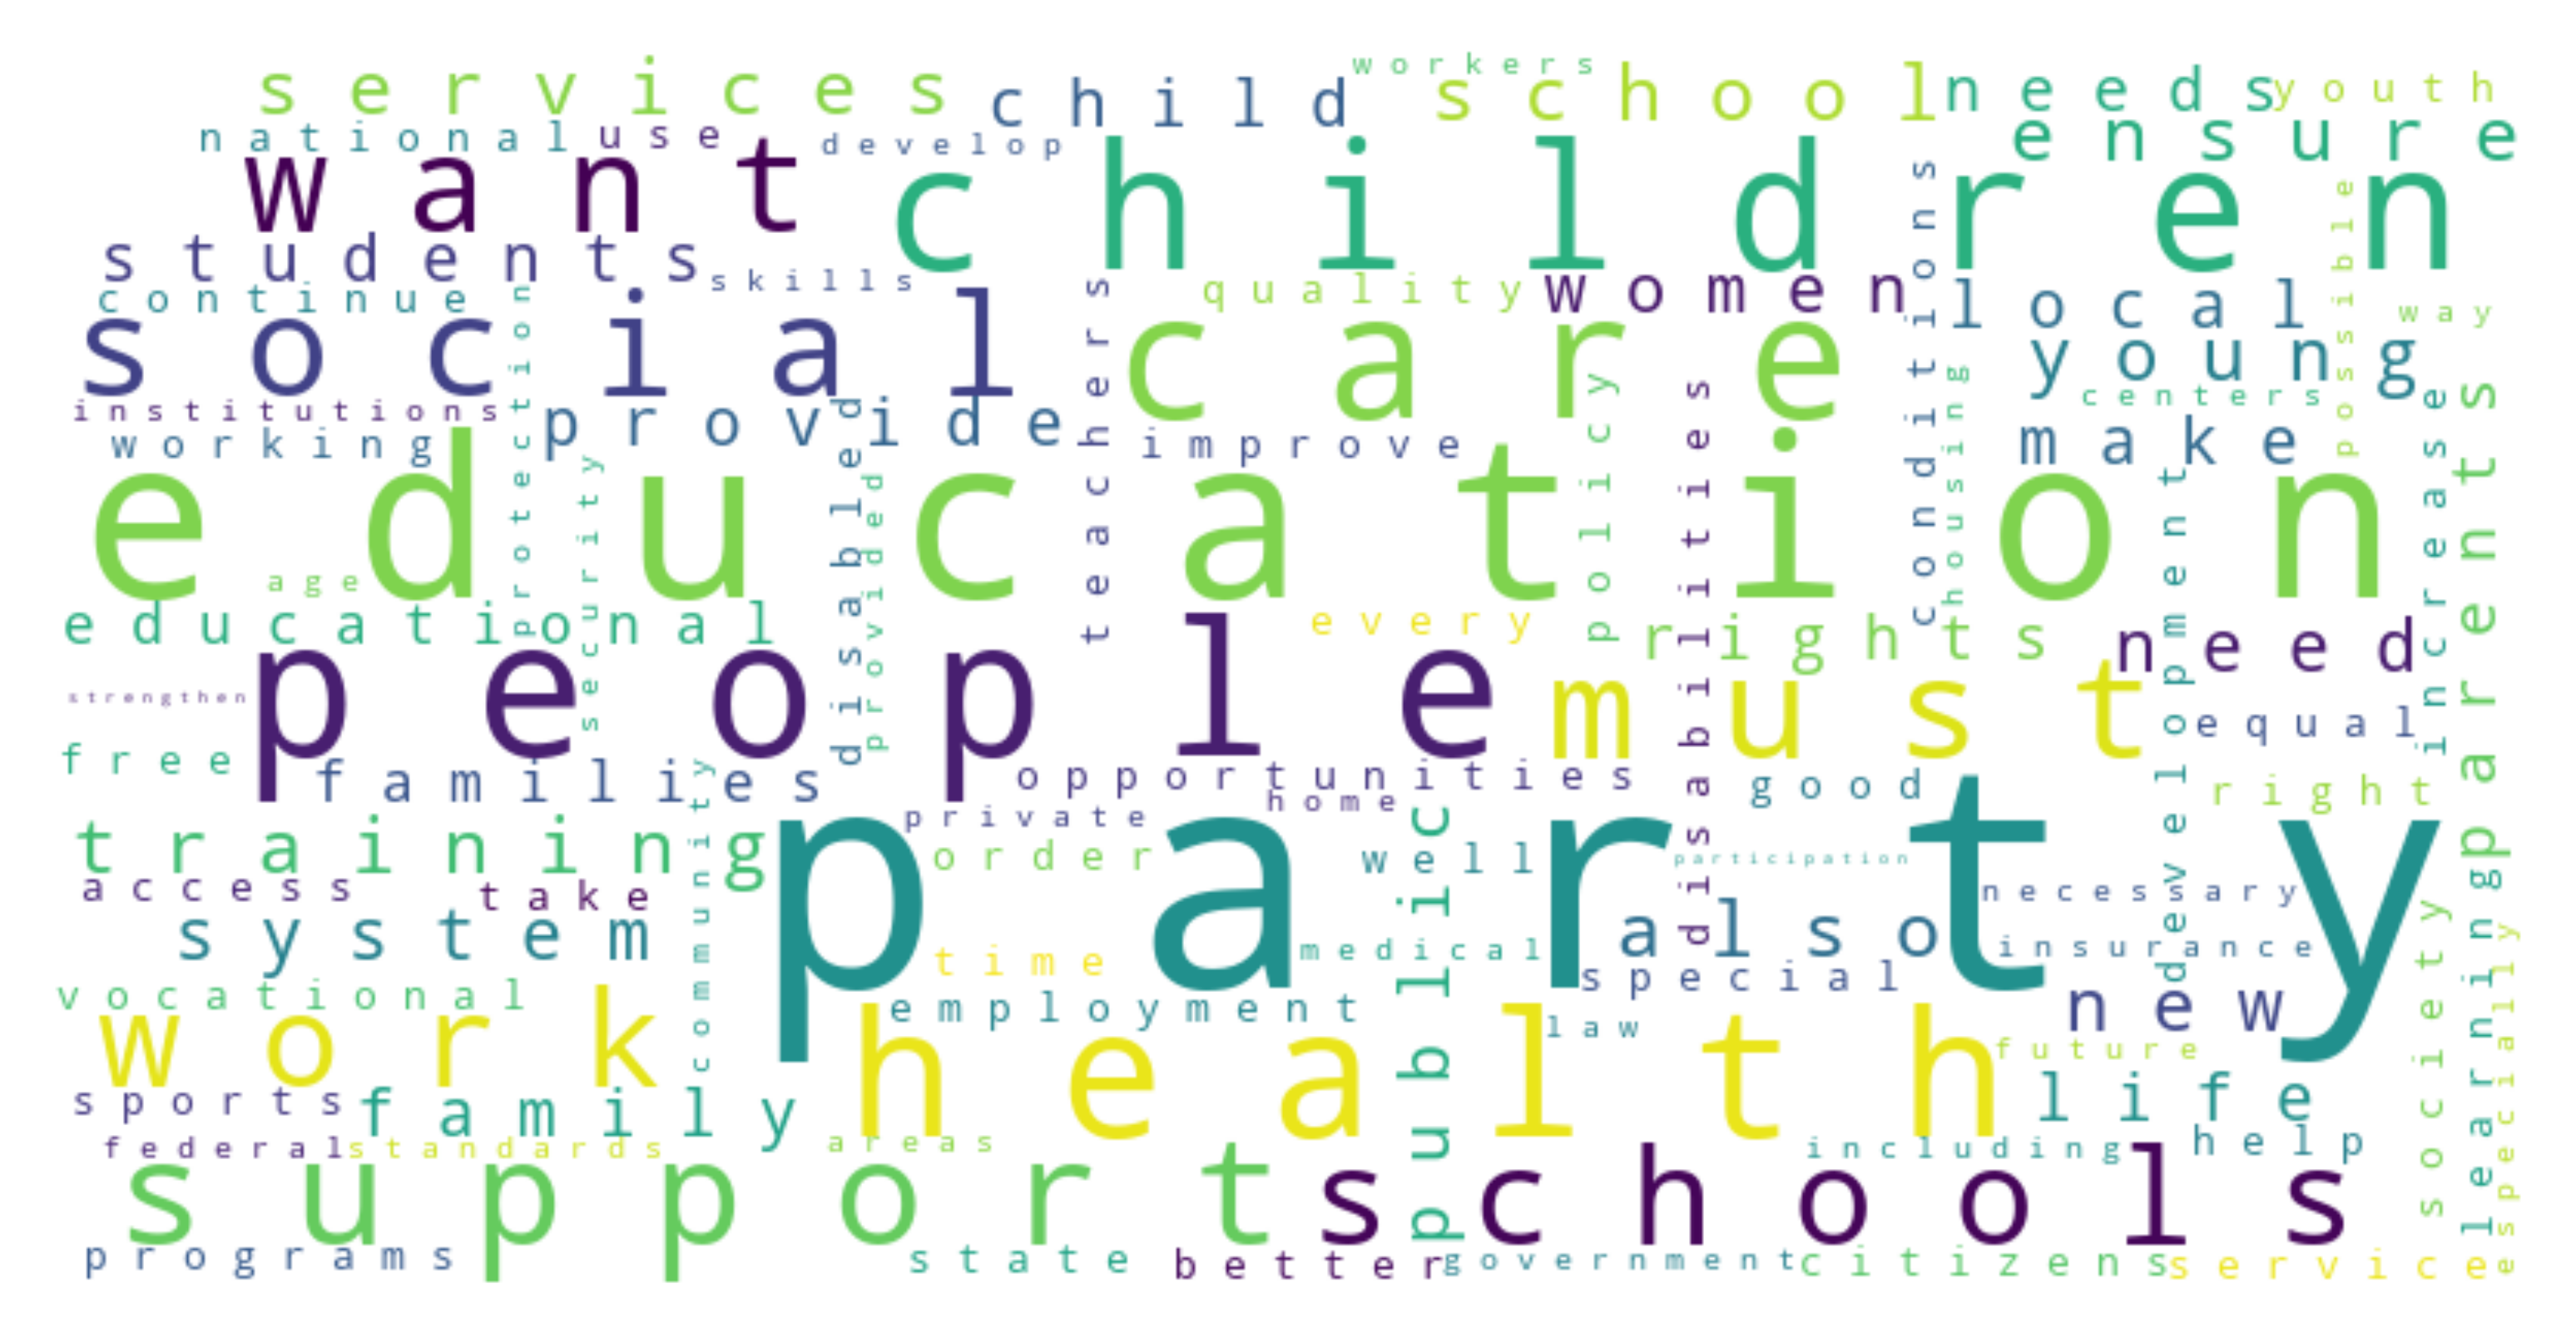 services
child
workers
school
needs
youth
national
use
develop
ensure
want
children
students
skills
conditions
possible
continue
quality
women
local
way
social
protection
teachers
care
young
institutions
provide
policy
housing
centers
working
disabled
improve
disabilities
make
increase
parents
education
security
provided
development
age
educational
every
rights
need
people
strengthen
must
equal
free
families
opportunities
good
right
community
private
home
training
party
order
well
participation
public
access
take
necessary
system
also
time
medical
insurance
special
vocational
employment
new
work
health
law
future
society
learning
especially
sports
family
life
federal
standards
areas
including
help
support
schools
programs
state
better
government
citizens
service